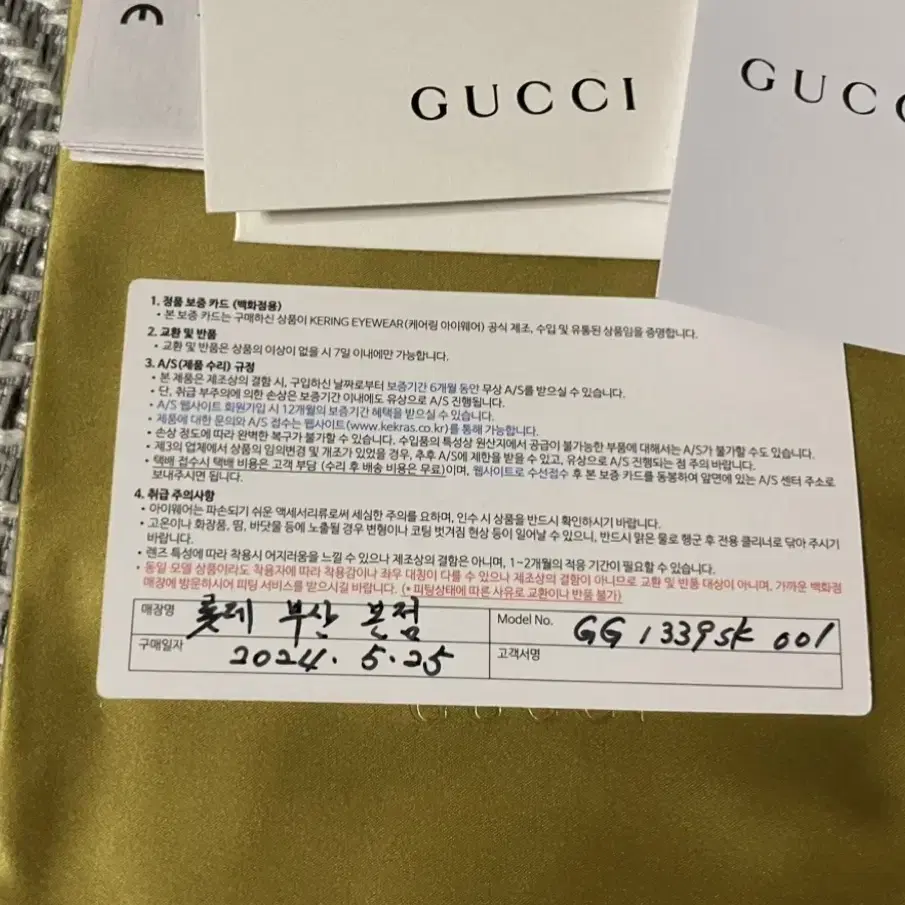 GUCCI
GUCC
1. 정품 보증 카드 (백화점용)
• 본 보증 카드는 구매하신 상품이 KERING EYEWEAR(케어링 아이웨어) 공식 제조, 수입 및 유통된 상품임을 증명합니다.
2. 교환 및 반품
• 교환 및 반품은 상품의 이상이 없을 시 7일 이내에만 가능합니다.
3. A/S(제품 수리) 규정
• 본 제품은 제조상의 결함 시, 구입하신 날짜로부터 보증기간 6개월 동안 무상 A/S를 받으실 수 있습니다.
• 단, 취급 부주의에 의한 손상은 보증기간 이내에도 유상으로 A/S 진행됩니다.
• A/S 웹사이트 회원가입 시 12개월의 보증기간 혜택을 받으실 수 있습니다.
• 제품에 대한 문의와 A/S 접수는 웹사이트(www.kekras.co.kr)를 통해 가능합니다.
• 손상 정도에 따라 완벽한 복구가 불가할 수 있습니다. 수입품의 특성상 원산지에서 공급이 불가능한 부품에 대해서는 A/S가 불가할 수도 있습니다.
• 제3의 업체에서 상품의 임의변경 및 개조가 있었을 경우, 추후 A/S에 제한을 받을 수 있고, 유상으로 A/S 진행되는 점 주의 바랍니다.
• 택배 접수시 택배 비용은 고객 부담 (수리 후 배송 비용은 무료)이며, 웹사이트로 수선접수 후 본 보증 카드를 동봉하여 앞면에 있는 A/S 센터 주소로
보내주시면 됩니다.
4. 취급 주의사항
• 아이웨어는 파손되기 쉬운 액세서리류로써 세심한 주의를 요하며, 인수 시 상품을 반드시 확인하시기 바랍니다.
• 고온이나 화장품, 땀, 바닷물 등에 노출될 경우 변형이나 코팅 벗겨짐 현상 등이 일어날 수 있으니, 반드시 맑은 물로 헹군 후 전용 클리너로 닦아 주시기
바랍니다.
• 렌즈 특성에 따라 착용시 어지러움을 느낄 수 있으나 제조상의 결함은 아니며, 1~2개월의 적응 기간이 필요할 수 있습니다.
• 동일 모델 상품이라도 착용자에 따라 착용감이나 좌우 대칭이 다를 수 있으나 제조상의 결함이 아니므로 교환 및 반품 대상이 아니며, 가까운 백화점
매장에 방문하시어 피팅 서비스를 받으시길 바랍니다. (• 피팅상태에 따른 사유로 교환이나 반품 불가)
매장명 롯데 부산 본점 Model No. GG1339SK 001
구매일자 2024. 5. 25 고객서명
GUCCI